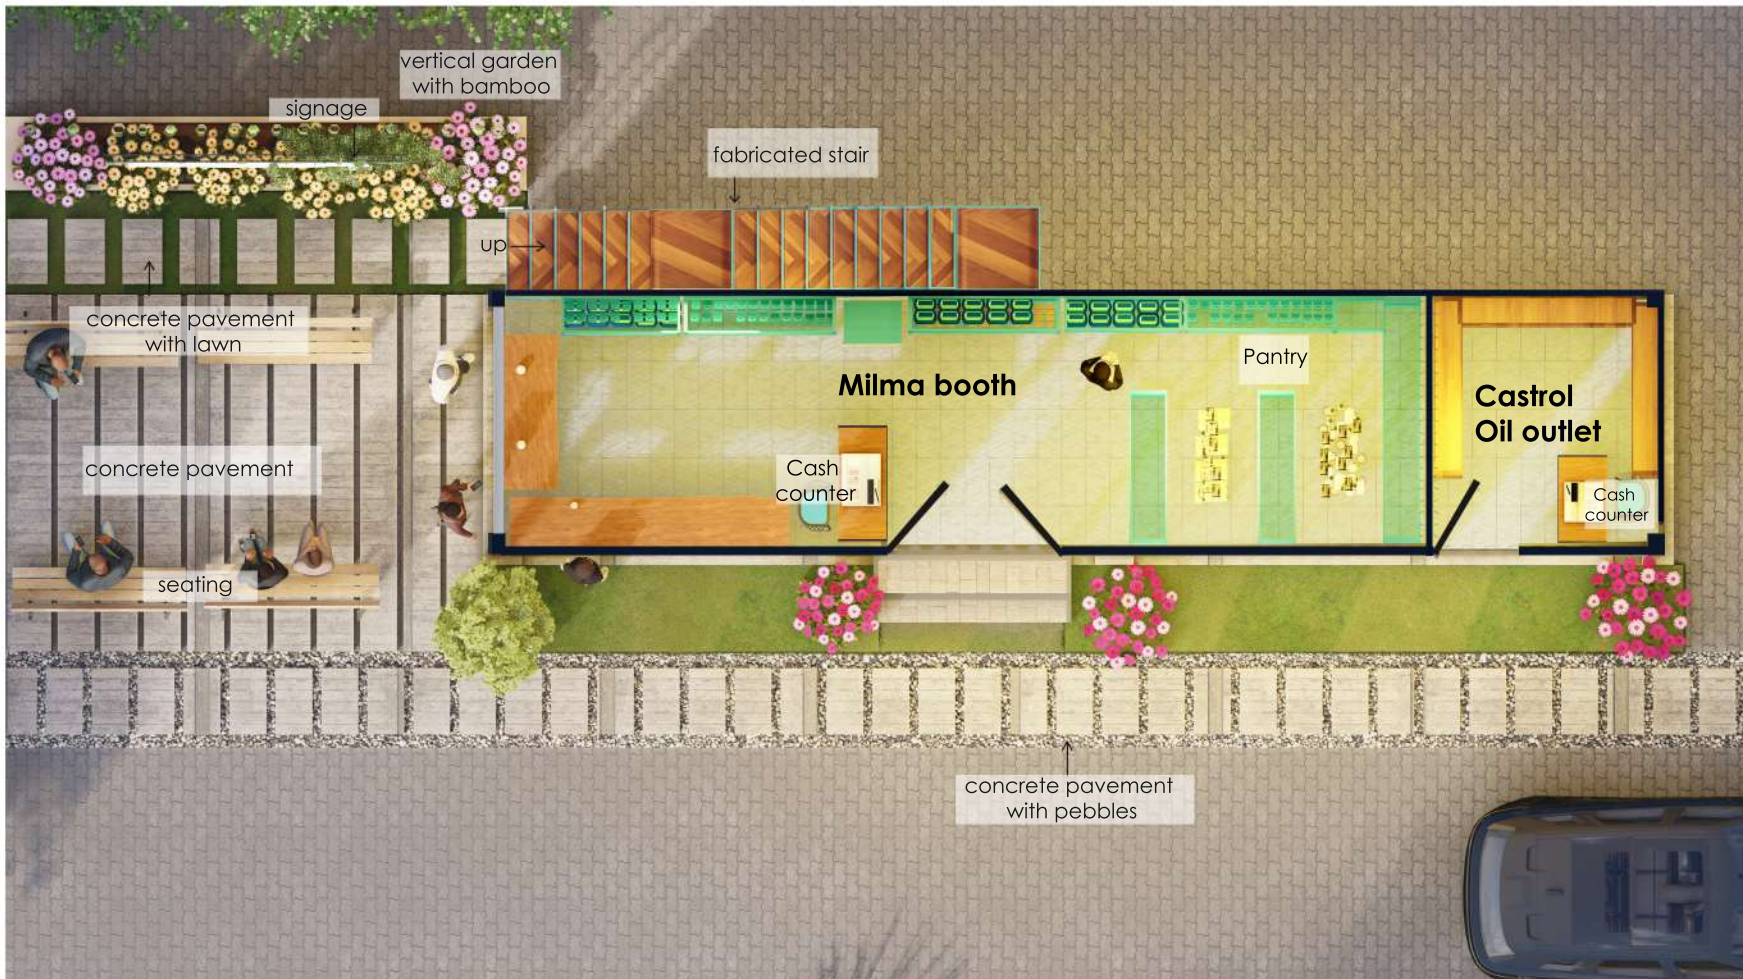 vertical garden
with bamboo
signage
fabricated stair
up
concrete pavement
with lawn
Milma booth
Pantry
Castrol
Oil outlet
concrete pavement
Cash
counter
Cash
counter
seating
concrete pavement
with pebbles